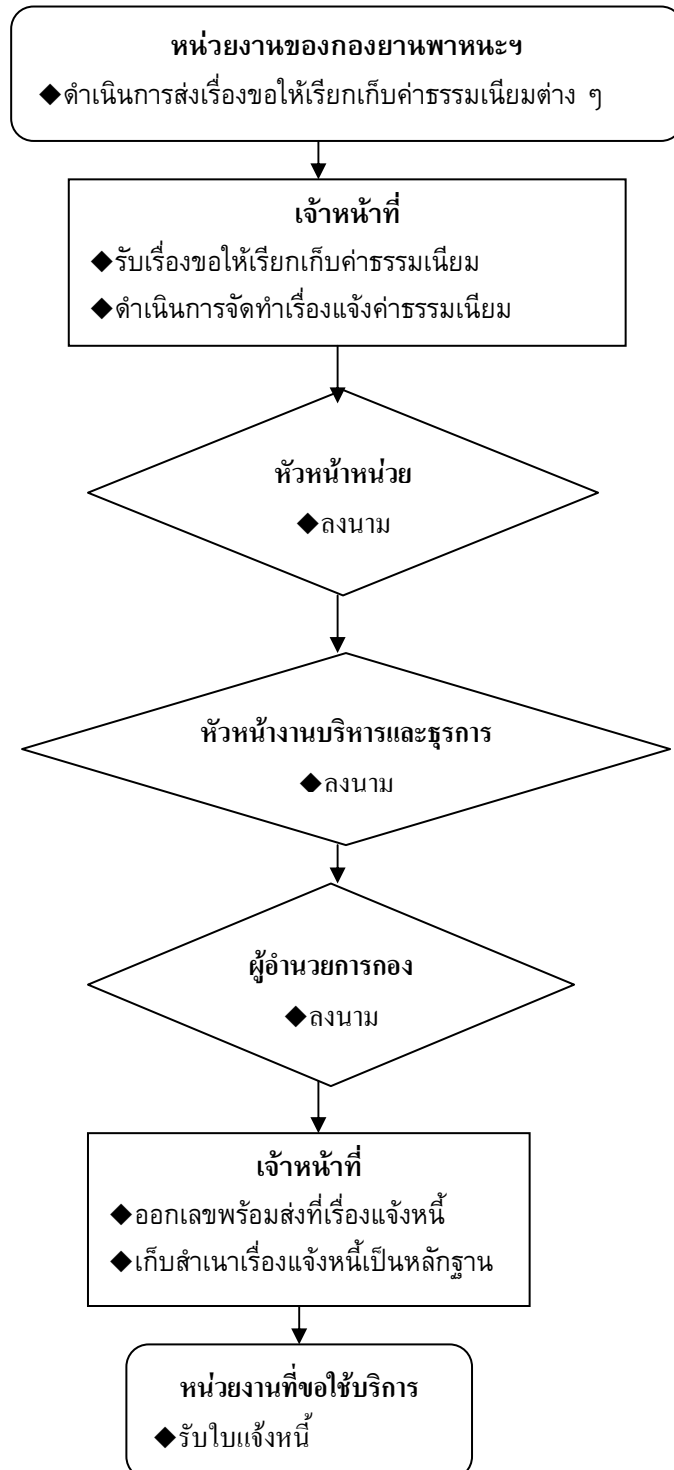 หน่วยงานของกองยานพาหนะฯ
◆ดำเนินการส่งเรื่องขอให้เรียกเก็บค่าธรรมเนียมต่าง ๆ
เจ้าหน้าที่
◆รับเรื่องขอให้เรียกเก็บค่าธรรมเนียม
◆ดำเนินการจัดทำเรื่องแจ้งค่าธรรมเนียม
หัวหน้าหน่วย
◆ลงนาม
หัวหน้างานบริหารและธุรการ
◆ลงนาม
ผู้อำนวยการกอง
◆ลงนาม
เจ้าหน้าที่
◆ออกเลขพร้อมส่งที่เรื่องแจ้งหนี้
◆เก็บสำเนาเรื่องแจ้งหนี้เป็นหลักฐาน
หน่วยงานที่ขอใช้บริการ
◆รับใบแจ้งหนี้